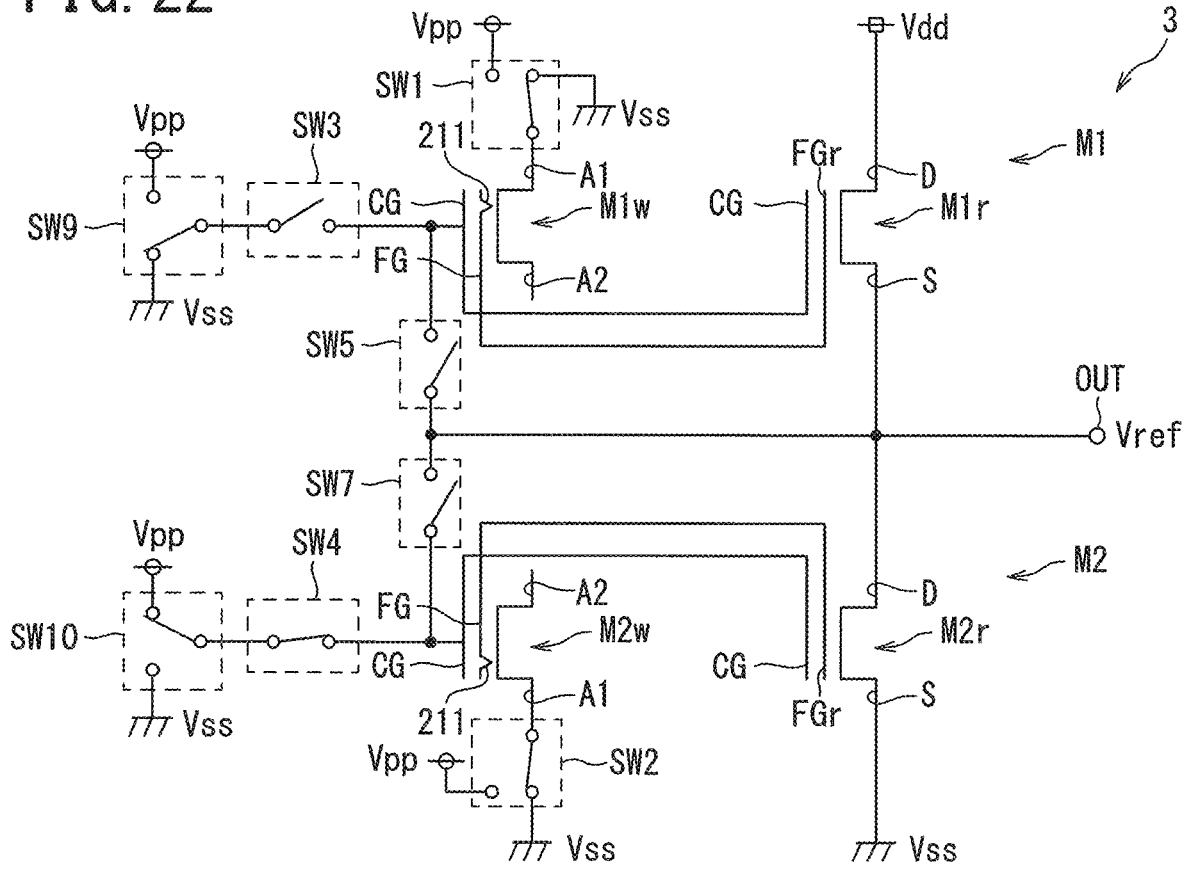 FIG. 22
Vpp
Vdd
3
SW1
Vss
Vpp
SW3
211
A1
FGr
D
M1
CG
M1w
CG
M1r
SW9
FG
A2
S
Vss
SW5
OUT
Vref
SW7
Vpp
SW4
A2
D
M2
FG
SW10
M2w
M2r
CG
CG
A1
S
FGr
Vss
211
Vpp
SW2
Vss
Vss